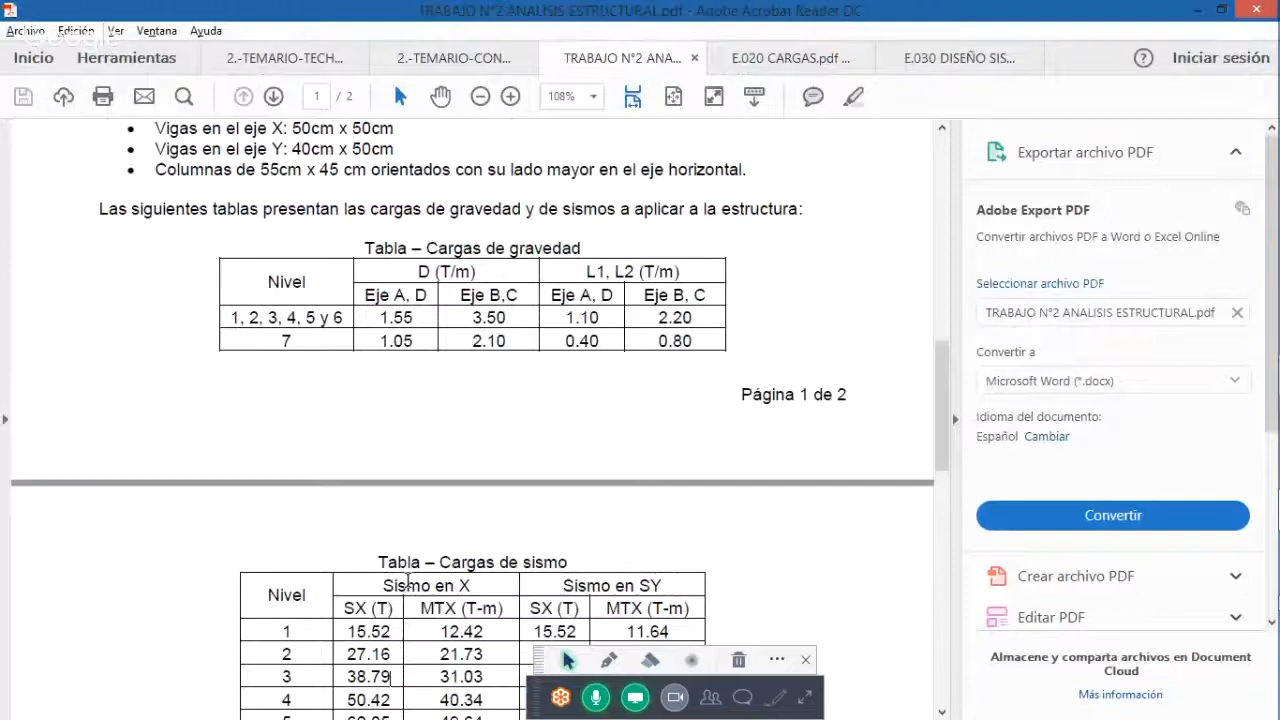 TRABAJO N°2 ANALISIS ESTRUCTURAL.pdf - Adobe Acrobat Reader DC
Archivo Edición Ver Ventana Ayuda
Google
Inicio Herramientas 2.-TEMARIO-TECH... 2.-TEMARIO-CON... TRABAJO N°2 ANA... × E.020 CARGAS.pdf ... E.030 DISEÑO SIS... Iniciar sesión
1 / 2 108%
• Vigas en el eje X: 50cm x 50cm
• Vigas en el eje Y: 40cm x 50cm
• Columnas de 55cm x 45 cm orientados con su lado mayor en el eje horizontal.
Las siguientes tablas presentan las cargas de gravedad y de sismos a aplicar a la estructura:
Tabla – Cargas de gravedad
Nivel D (T/m) L1, L2 (T/m)
Eje A, D Eje B,C Eje A, D Eje B, C
1, 2, 3, 4, 5 y 6 1.55 3.50 1.10 2.20
7 1.05 2.10 0.40 0.80
Página 1 de 2
Tabla – Cargas de sismo
Nivel Sismo en X Sismo en SY
SX (T) MTX (T-m) SX (T) MTX (T-m)
1 15.52 12.42 15.52 11.64
2 27.16 21.73
3 38.79 31.03
4 50.42 40.34
Exportar archivo PDF
Adobe Export PDF
Convertir archivos PDF a Word o Excel Online
Seleccionar archivo PDF
TRABAJO N°2 ANALISIS ESTRUCTURAL.pdf
Convertir a
Microsoft Word (*.docx)
Idioma del documento:
Español Cambiar
Convertir
Crear archivo PDF
Editar PDF
Almacene y comparta archivos en Document
Cloud
Más información